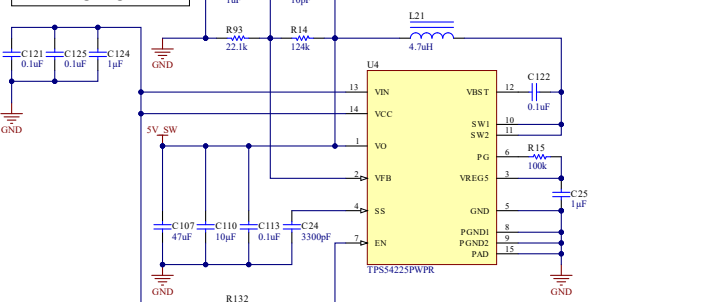 1uF
10pF
L21
R93
R14
22.1k
124k
4.7uH
C121
C125
C124
0.1uF
0.1uF
1µF
GND
GND
U4
13
VIN
VBST
12
C122
0.1uF
14
VCC
SW1
10
SW2
11
5V_SW
1
VO
PG
6
R15
100k
2
VFB
VREG5
3
C25
1µF
4
SS
GND
5
C107
C110
C113
C24
47uF
10µF
0.1uF
3300pF
PGND1
8
7
EN
PGND2
9
PAD
15
TPS54225PWPR
GND
GND
R132